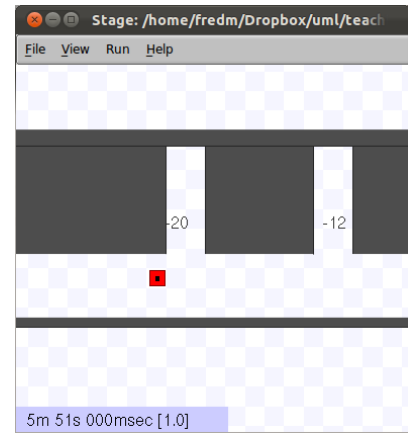 Stage: /home/fredm/Dropbox/uml/teach
File View Run Help
-20 -12
5m 51s 000msec [1.0]